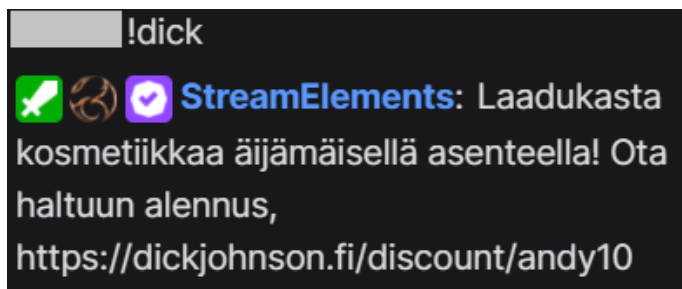 !dick
StreamElements: Laadukasta
kosmetiikkaa äijämäisellä asenteella! Ota
haltuun alennus,
https://dickjohnson.fi/discount/andy10